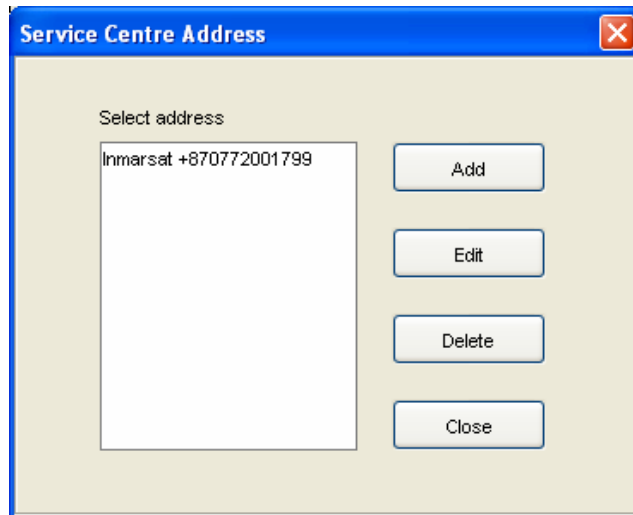 Service Centre Address
Select address
Inmarsat +870772001799
Add
Edit
Delete
Close